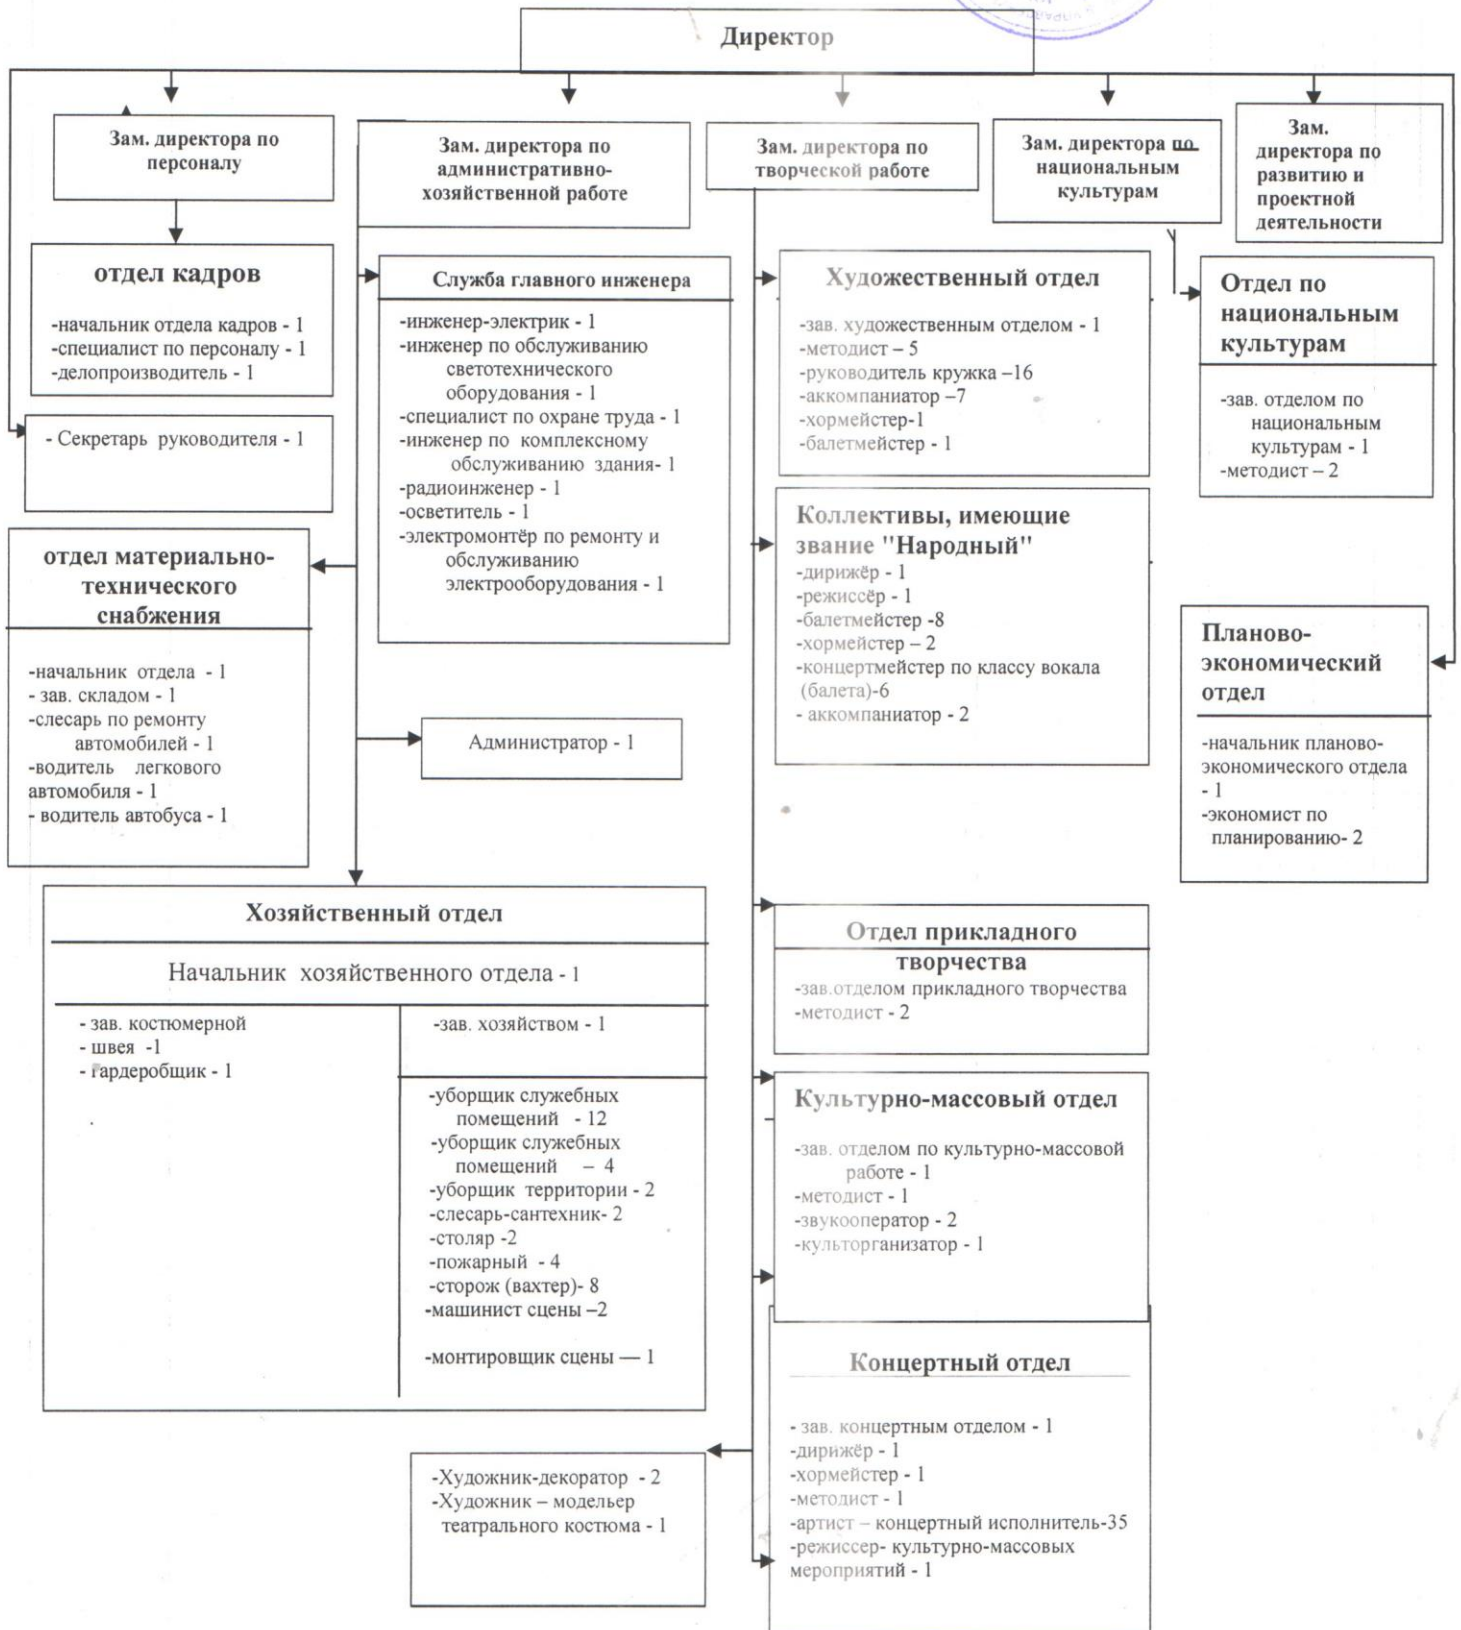 Директор
Зам. директора по
персоналу
Зам. директора по
административно-
хозяйственной работе
Зам. директора по
творческой работе
Зам. директора по
национальным
культурам
Зам.
директора по
развитию и
проектной
деятельности
отдел кадров
-начальник отдела кадров - 1
-специалист по персоналу - 1
-делопроизводитель - 1
- Секретарь руководителя - 1
отдел материально-
технического
снабжения
-начальник отдела - 1
- зав. складом - 1
-слесарь по ремонту
автомобилей - 1
-водитель легкового
автомобиля - 1
- водитель автобуса - 1
Служба главного инженера
-инженер-электрик - 1
-инженер по обслуживанию
светотехнического
оборудования - 1
-специалист по охране труда - 1
-инженер по комплексному
обслуживанию здания- 1
-радиоинженер - 1
-осветитель - 1
-электромонтёр по ремонту и
обслуживанию
электрооборудования - 1
Администратор - 1
Хозяйственный отдел
Начальник хозяйственного отдела - 1
- зав. костюмерной
- швея -1
- гардеробщик - 1
-зав. хозяйством - 1
-уборщик служебных
помещений - 12
-уборщик служебных
помещений – 4
-уборщик территории - 2
-слесарь-сантехник- 2
-столяр -2
-пожарный - 4
-сторож (вахтер)- 8
-машинист сцены –2
-монтировщик сцены — 1
-Художник-декоратор - 2
-Художник – модельер
театрального костюма - 1
Художественный отдел
-зав. художественным отделом - 1
-методист – 5
-руководитель кружка –16
-аккомпаниатор –7
-хормейстер-1
-балетмейстер - 1
Коллективы, имеющие
звание "Народный"
-дирижёр - 1
-режиссёр - 1
-балетмейстер -8
-хормейстер – 2
-концертмейстер по классу вокала
(балета)-6
- аккомпаниатор - 2
Отдел прикладного
творчества
-зав.отделом прикладного творчества
-методист - 2
Культурно-массовый отдел
-зав. отделом по культурно-массовой
работе - 1
-методист - 1
-звукооператор - 2
-культорганизатор - 1
Концертный отдел
- зав. концертным отделом - 1
-дирижёр - 1
-хормейстер - 1
-методист - 1
-артист – концертный исполнитель-35
-режиссер- культурно-массовых
мероприятий - 1
Отдел по
национальным
культурам
-зав. отделом по
национальным
культурам - 1
-методист – 2
Планово-
экономический
отдел
-начальник планово-
экономического отдела
- 1
-экономист по
планированию- 2